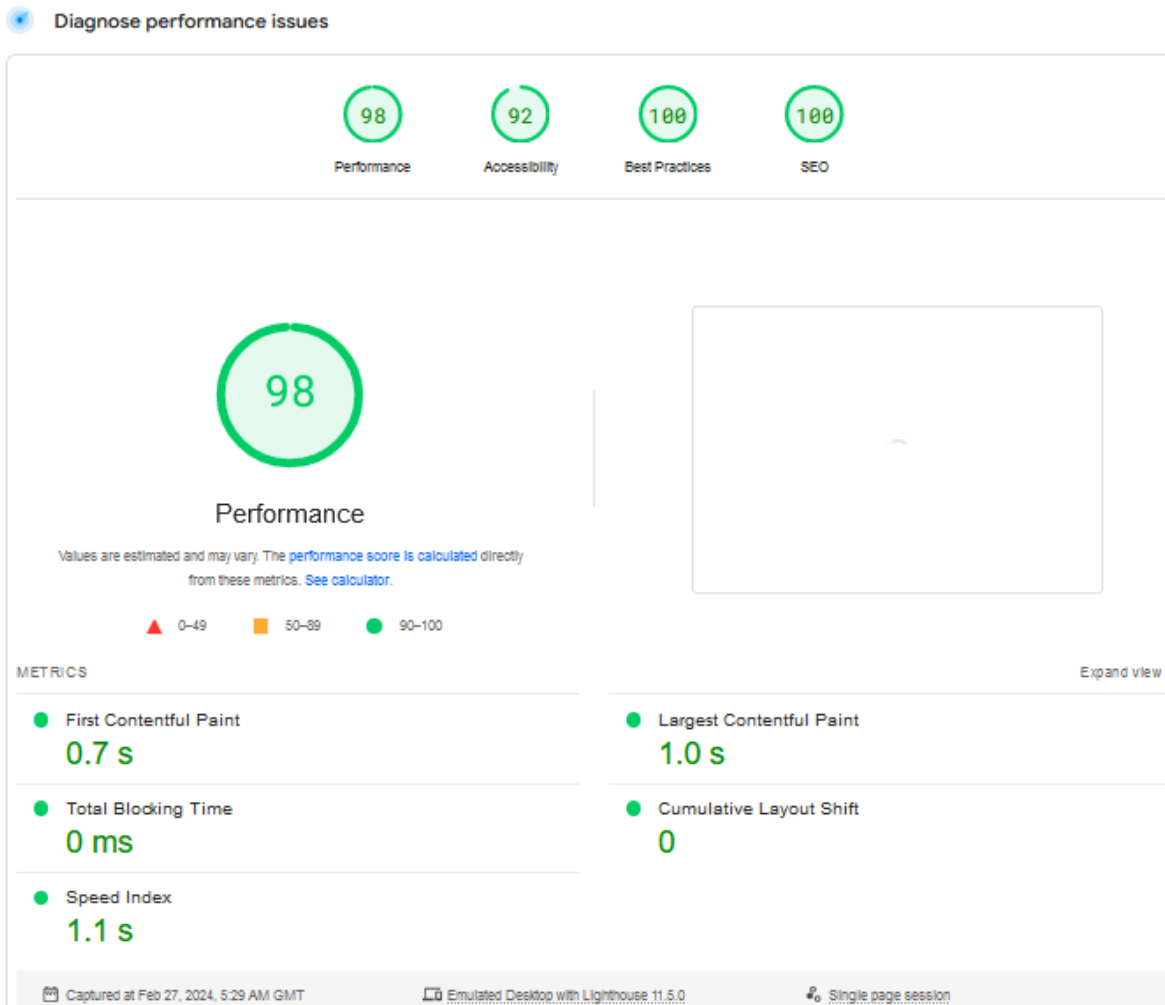 Diagnose performance issues
98
92
100
100
Performance
Accessibility
Best Practices
SEO
98
Performance
Values are estimated and may vary. The performance score is calculated directly
from these metrics. See calculator.
0–49
50–89
90–100
METRICS
Expand view
First Contentful Paint
0.7 s
Largest Contentful Paint
1.0 s
Total Blocking Time
0 ms
Cumulative Layout Shift
0
Speed Index
1.1 s
Captured at Feb 27, 2024, 5:29 AM GMT
Emulated Desktop with Lighthouse 11.5.0
Single page session